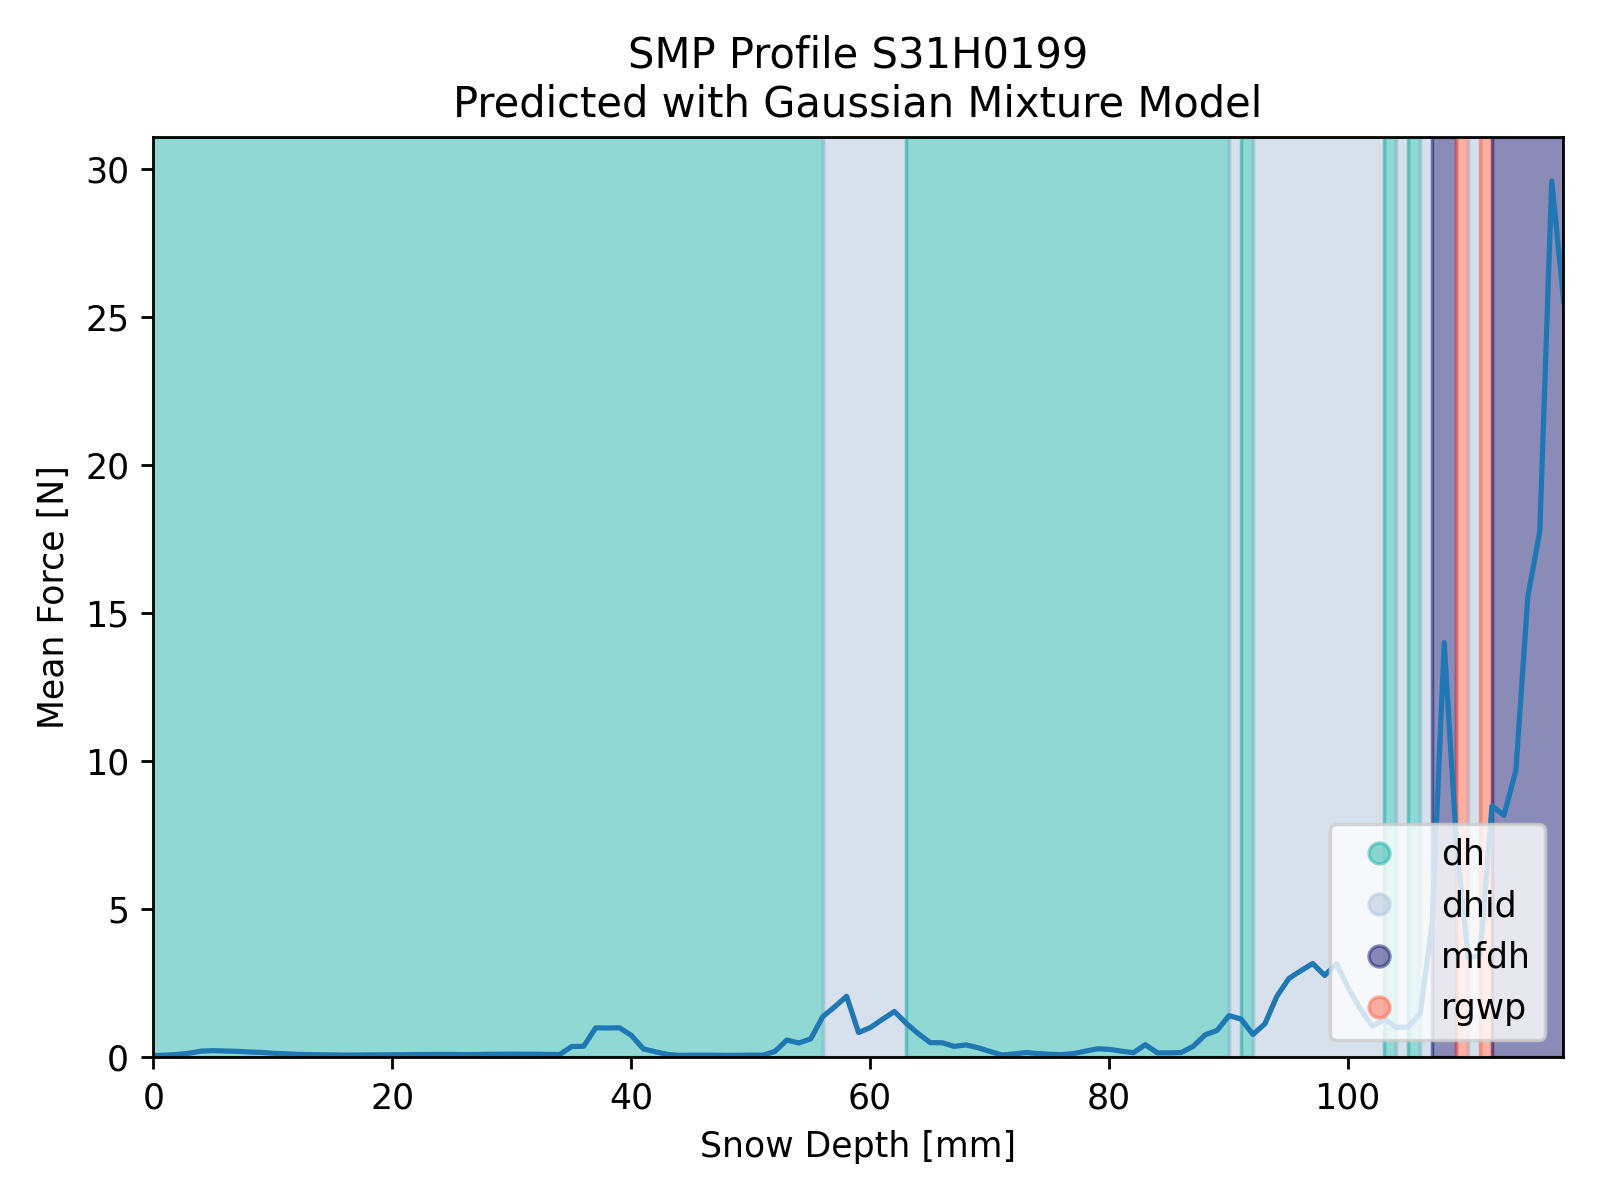 SMP Profile S31H0199
Predicted with Gaussian Mixture Model
30
25
20
15
10
5
0
Mean Force [N]
0 20 40 60 80 100
Snow Depth [mm]
dh
dhid
mfdh
rgwp